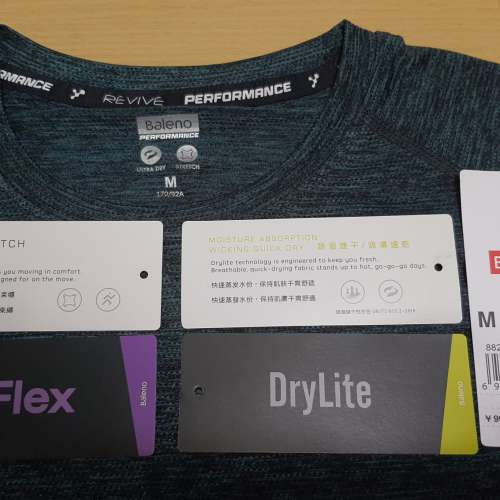 PERFORMANCE
REVIVE
PERFORMANCE
Baleno
PERFORMANCE
ULTRA DRY
STRETCH
M
170/92A
TCH
s you moving in comfort.
signed for on the move.
MOISTURE ABSORPTION
WICKING QUICK DRY
Drylite technology is engineered to keep you fresh.
Breathable, quick-drying fabric stands up to hot, go-go-go days.
快速蒸发水份，保持肌肤干爽舒适
快速蒸發水份，保持肌膚干爽舒適
Flex
Baleno
DryLite
Baleno
M
882
6 9